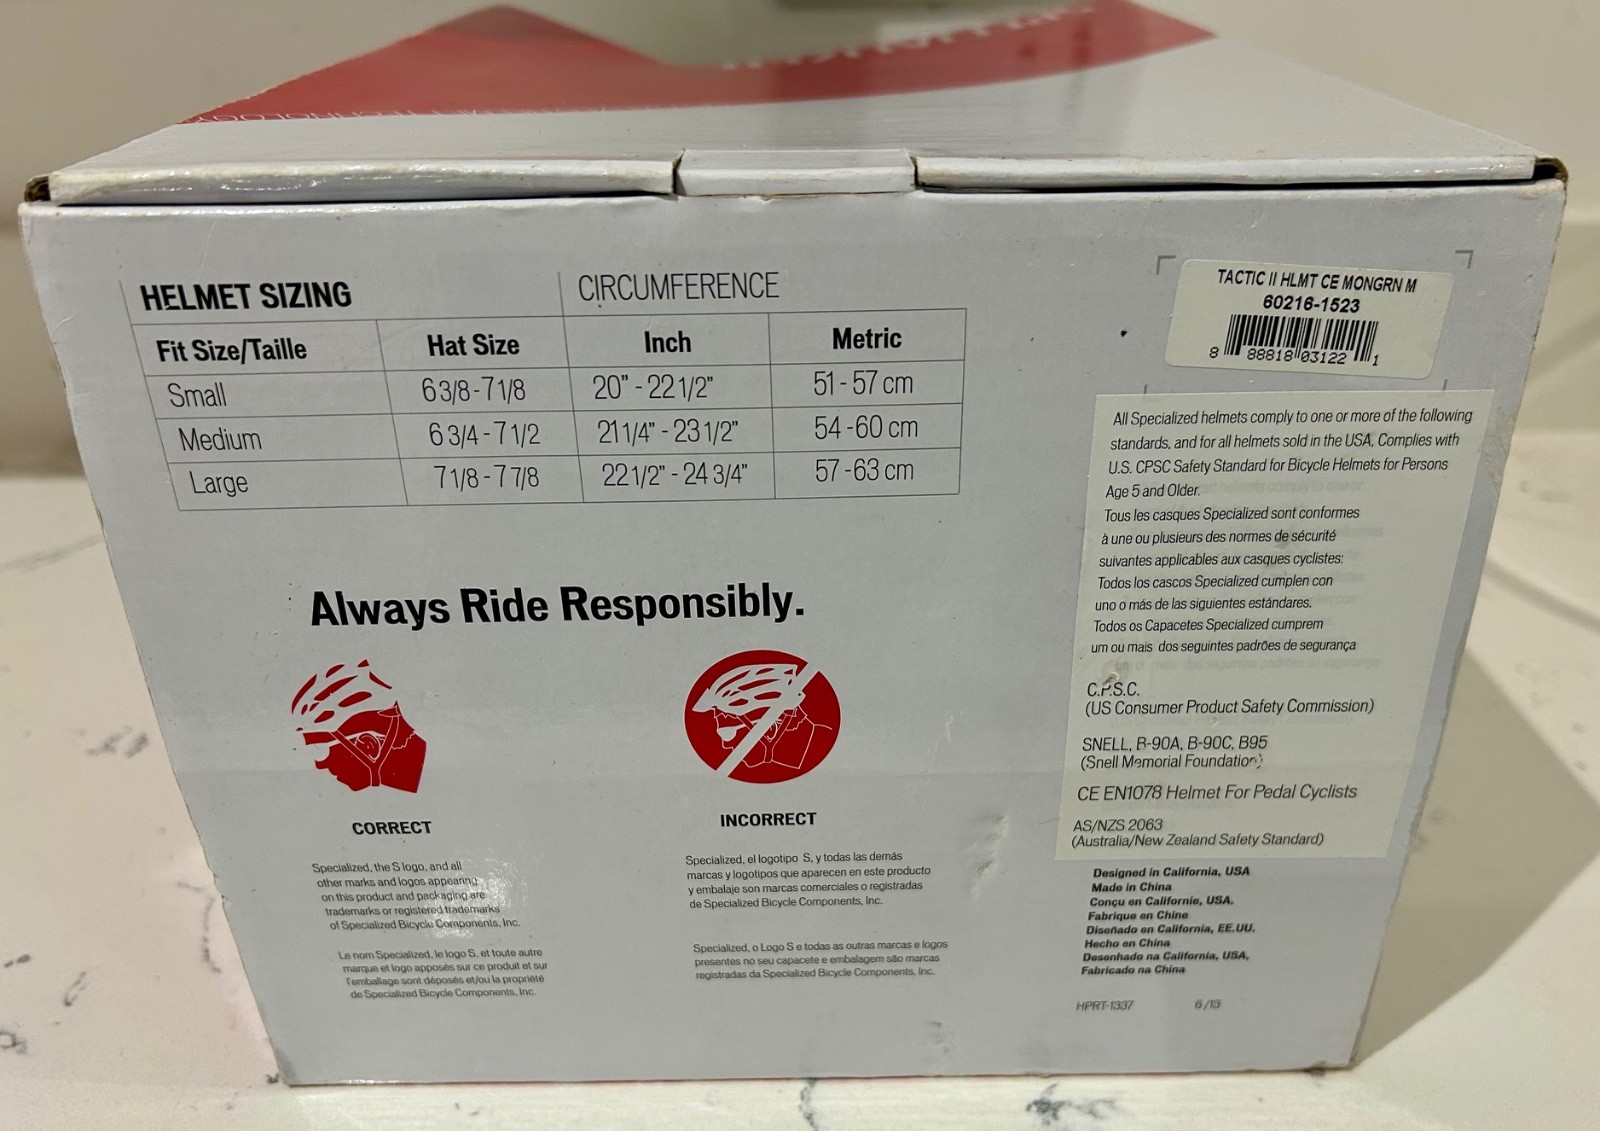 TECHNOLOGY
HELMET SIZING
CIRCUMFERENCE
Fit Size/Taille Hat Size Inch Metric
Small 6 3/8 - 7 1/8 20" - 22 1/2" 51 - 57 cm
Medium 6 3/4 - 7 1/2 21 1/4" - 23 1/2" 54 - 60 cm
Large 7 1/8 - 7 7/8 22 1/2" - 24 3/4" 57 - 63 cm
Always Ride Responsibly.
CORRECT
INCORRECT
Specialized, the S logo, and all
other marks and logos appearing
on this product and packaging are
trademarks or registered trademarks
of Specialized Bicycle Components, Inc.
Le nom Specialized, le logo S, et toute autre
marque et logo apposés sur ce produit et sur
l'emballage sont déposés et/ou la propriété
de Specialized Bicycle Components, Inc.
Specialized, el logotipo S, y todas las demás
marcas y logotipos que aparecen en este producto
y embalaje son marcas comerciales o registradas
de Specialized Bicycle Components, Inc.
Specialized, o Logo S e todas as outras marcas e logos
presentes no seu capacete e embalagem são marcas
registradas da Specialized Bicycle Components, Inc.
TACTIC II HLMT CE MONGRN M
60216-1523
8 88818 03122 1
All Specialized helmets comply to one or more of the following
standards, and for all helmets sold in the USA, Complies with
U.S. CPSC Safety Standard for Bicycle Helmets for Persons
Age 5 and Older.
Tous les casques Specialized sont conformes
à une ou plusieurs des normes de sécurité
suivantes applicables aux casques cyclistes:
Todos los cascos Specialized cumplen con
uno o más de las siguientes estándares.
Todos os Capacetes Specialized cumprem
um ou mais dos seguintes padrões de segurança
C.P.S.C.
(US Consumer Product Safety Commission)
SNELL, B-90A, B-90C, B95
(Snell Memorial Foundation)
CE EN1078 Helmet For Pedal Cyclists
AS/NZS 2063
(Australia/New Zealand Safety Standard)
Designed in California, USA
Made in China
Conçu en Californie, USA.
Fabrique en Chine
Diseñado en California, EE.UU.
Hecho en China
Desenhado na California, USA,
Fabricado na China
HPRT-1337 6/13